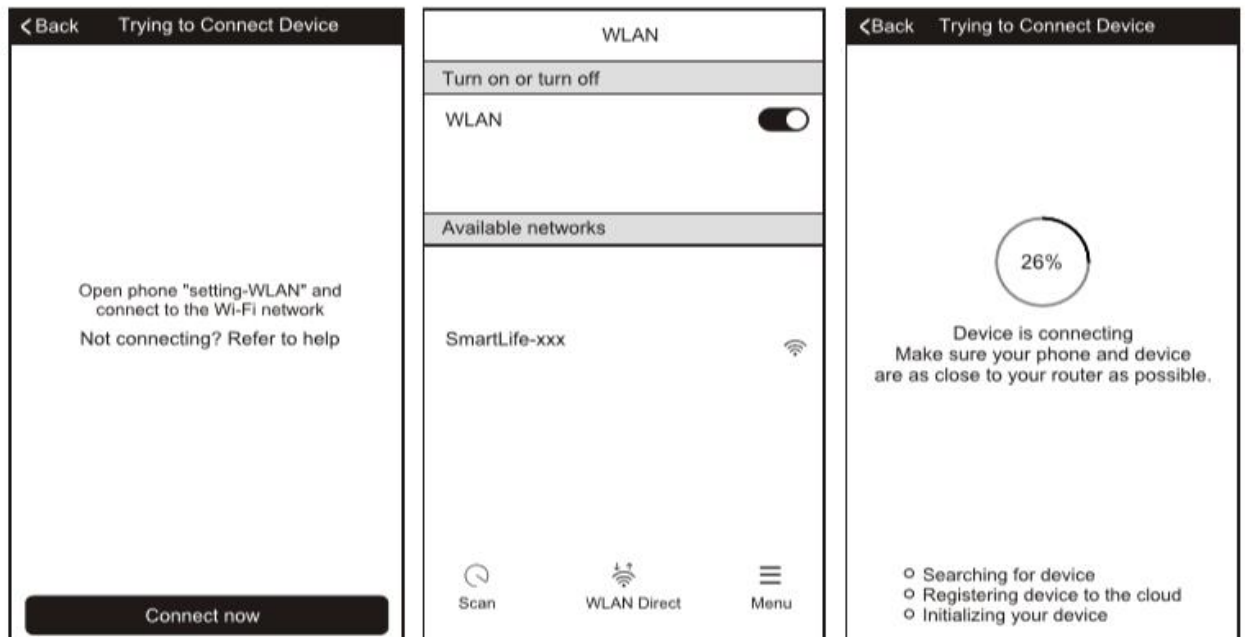 Back Trying to Connect Device
Open phone "setting-WLAN" and
connect to the Wi-Fi network
Not connecting? Refer to help
Connect now
WLAN
Turn on or turn off
WLAN
Available networks
SmartLife-xxx
Scan WLAN Direct Menu
Back Trying to Connect Device
26%
Device is connecting
Make sure your phone and device
are as close to your router as possible.
Searching for device
Registering device to the cloud
Initializing your device